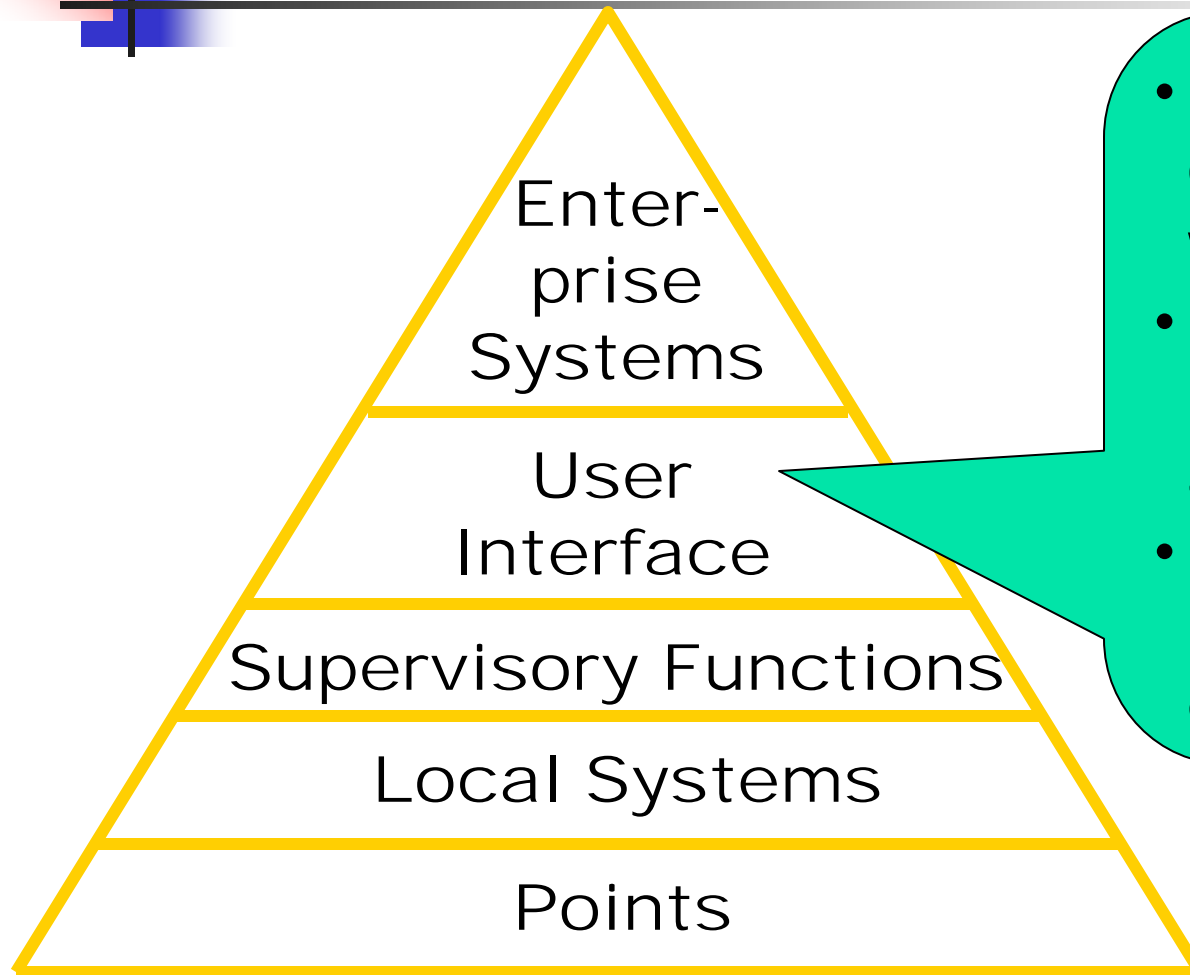 Enter-
prise
Systems
User
Interface
Supervisory Functions
Local Systems
Points